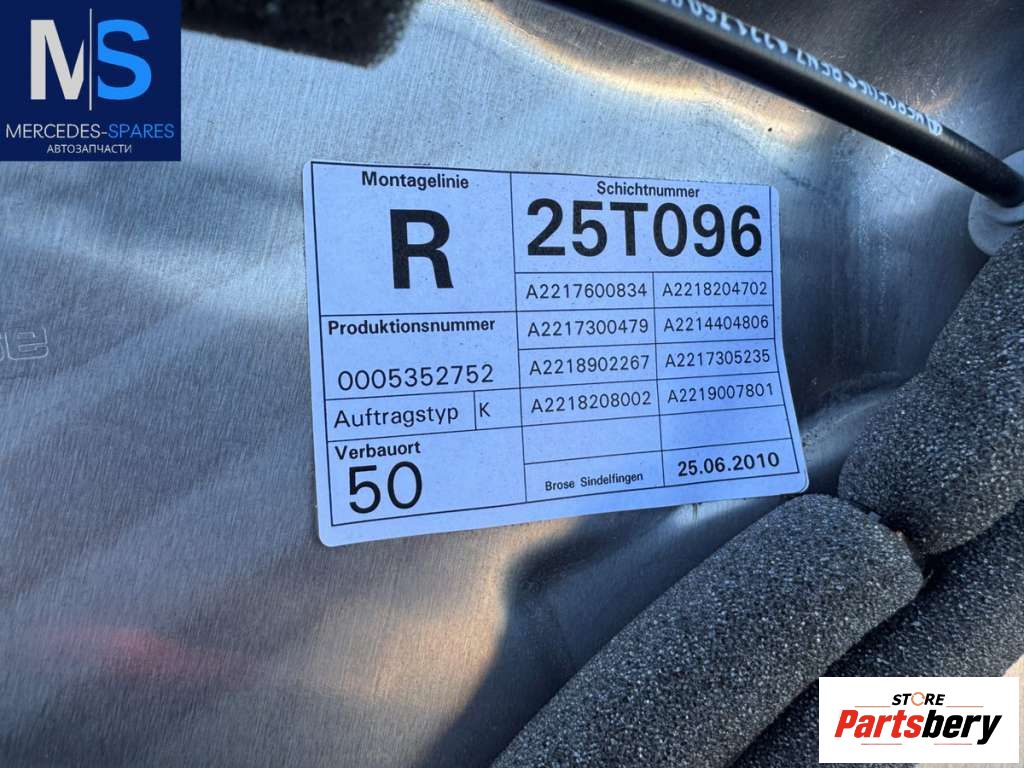 MS
MERCEDES-SPARES
АВТОЗАПЧАСТИ
Montagelinie
R
Schichtnummer
25T096
A2217600834 A2218204702
A2217300479 A2214404806
A2218902267 A2217305235
A2218208002 A2219007801
Produktionsnummer
0005352752
Auftragstyp K
Verbauort
50
Brose Sindelfingen
25.06.2010
STORE
Partsbery